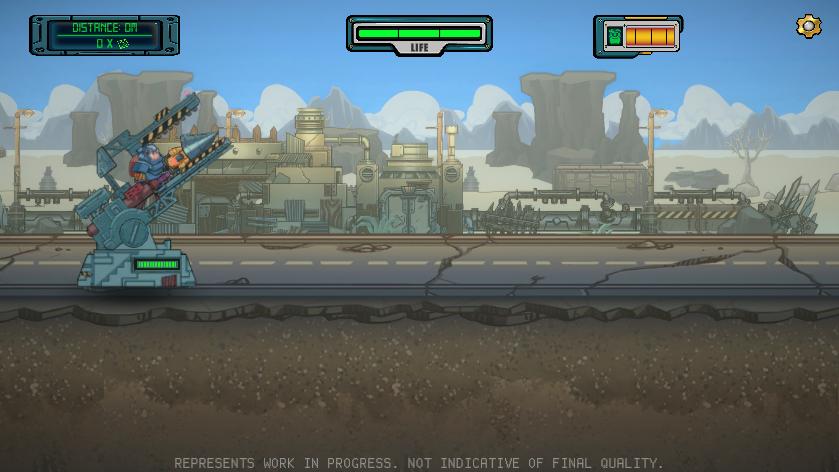 DISTANCE: 0M
0 X
LIFE
REPRESENTS WORK IN PROGRESS. NOT INDICATIVE OF FINAL QUALITY.